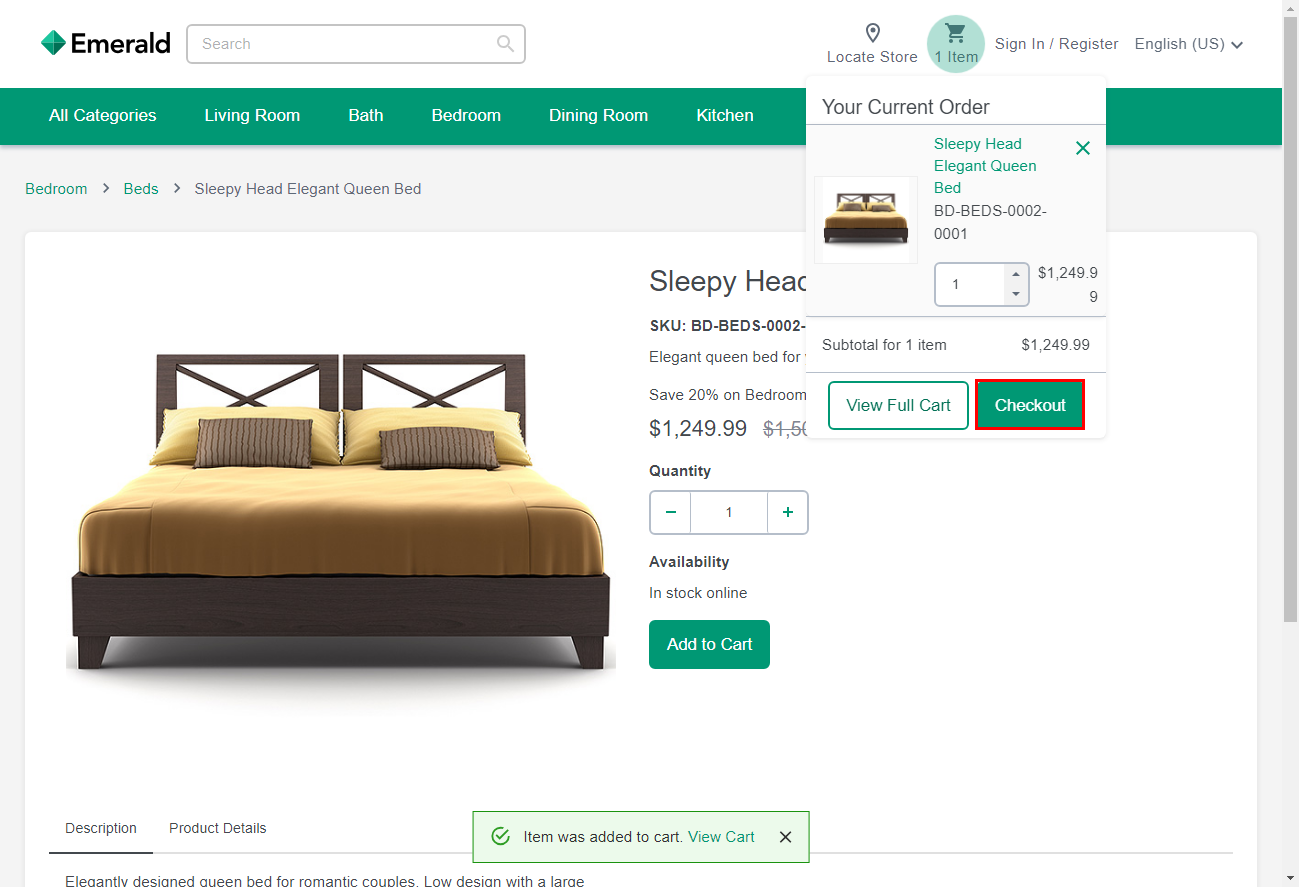 Emerald
Search
Locate Store
1 Item
Sign In / Register
English (US)
All Categories
Living Room
Bath
Bedroom
Dining Room
Kitchen
Your Current Order
Sleepy Head
Elegant Queen
Bed
BD-BEDS-0002-
0001
1
$1,249.9
9
Subtotal for 1 item
$1,249.99
View Full Cart
Checkout
Bedroom
Beds
Sleepy Head Elegant Queen Bed
Sleepy Head
SKU: BD-BEDS-0002-
Elegant queen bed for
Save 20% on Bedroom
$1,249.99 $1,50
Quantity
1
Availability
In stock online
Add to Cart
Description
Product Details
Item was added to cart. View Cart
Elegantly designed queen bed for romantic couples. Low design with a large